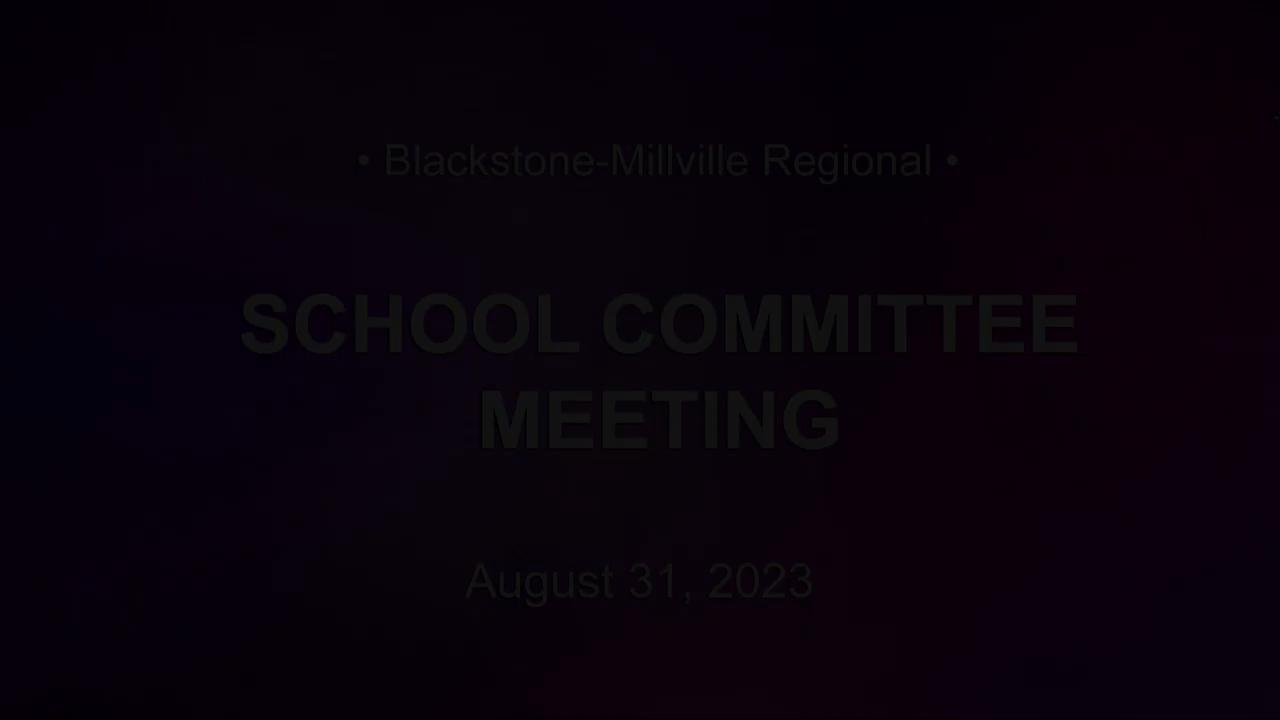 • Blackstone-Millville Regional •
SCHOOL COMMITTEE
MEETING
August 31, 2023